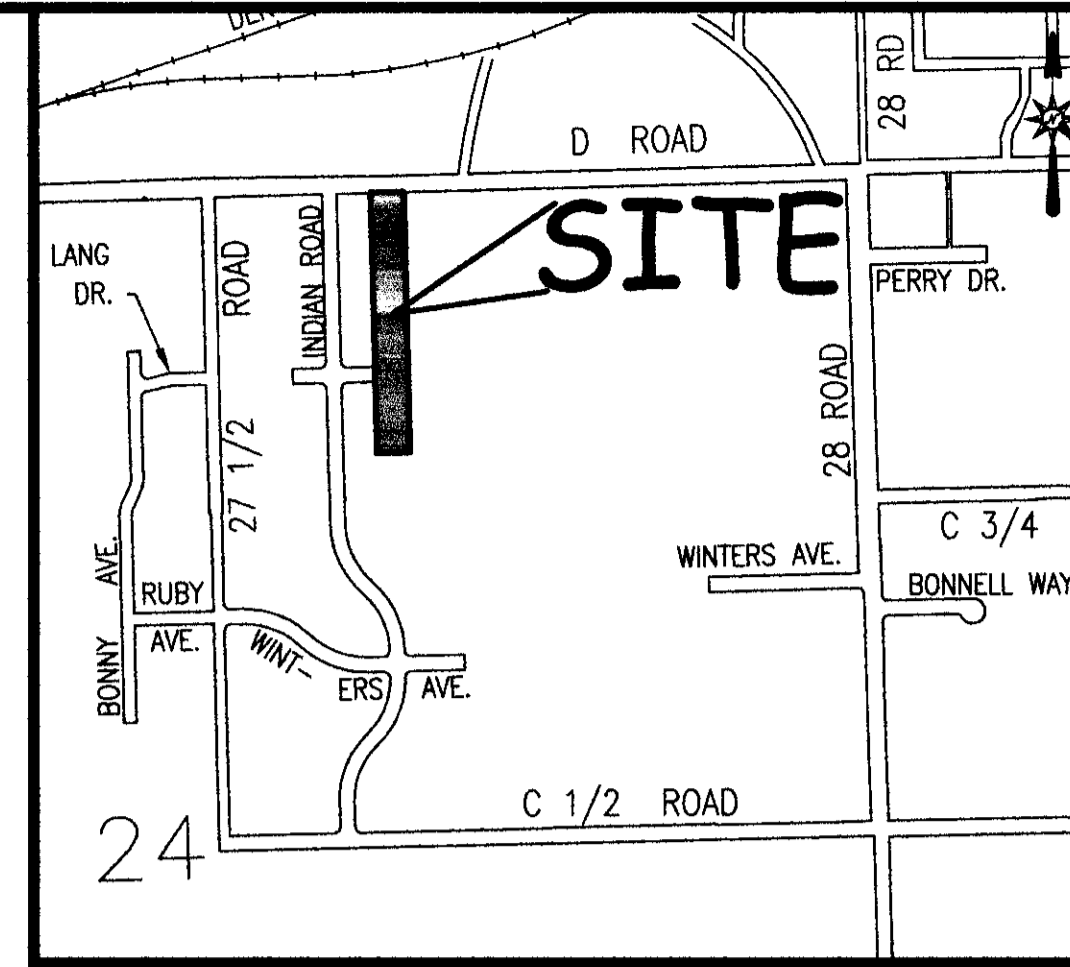 D ROAD
28 RD
N
SITE
LANG
DR.
ROAD
INDIAN ROAD
PERRY DR.
28 ROAD
27 1/2
C 3/4
WINTERS AVE.
BONNELL WAY
BONNY AVE.
RUBY
AVE.
WINT-
ERS AVE.
C 1/2 ROAD
24